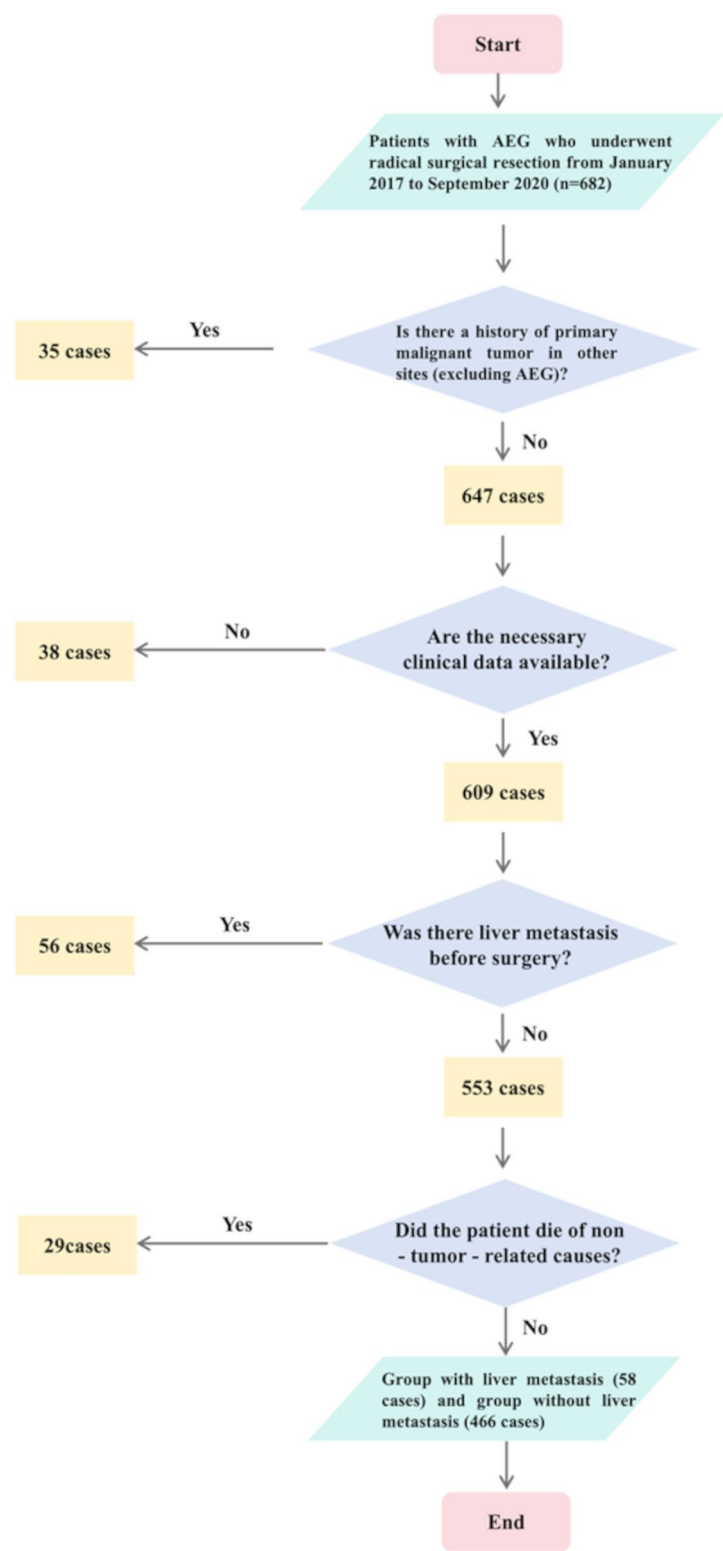 Start
Patients with AEG who underwent
radical surgical resection from January
2017 to September 2020 (n=682)
Is there a history of primary
malignant tumor in other
sites (excluding AEG)?
Yes
35 cases
No
647 cases
Are the necessary
clinical data available?
No
38 cases
Yes
609 cases
Was there liver metastasis
before surgery?
Yes
56 cases
No
553 cases
Did the patient die of non
- tumor - related causes?
Yes
29cases
No
Group with liver metastasis (58
cases) and group without liver
metastasis (466 cases)
End